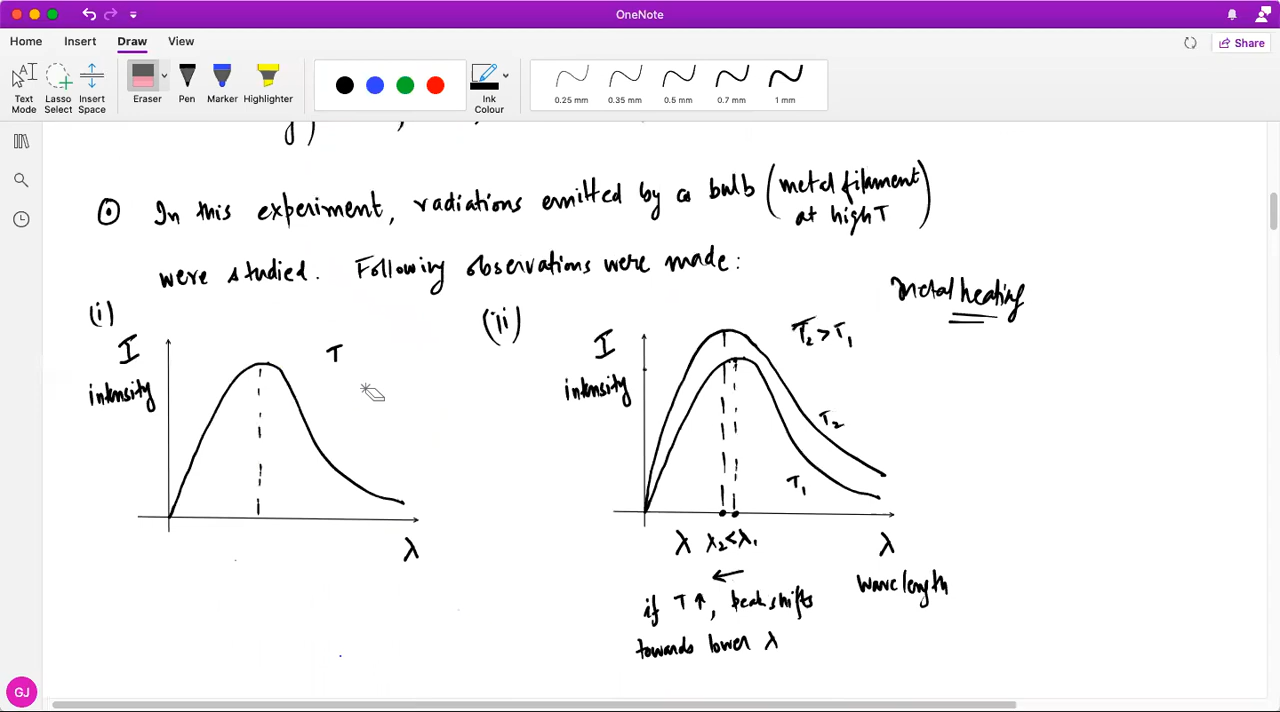 OneNote
Home Insert Draw View
Share
Text Mode
Lasso Select
Insert Space
Eraser
Pen
Marker
Highlighter
Ink Colour
0.25 mm
0.35 mm
0.5 mm
0.7 mm
1 mm
In this experiment, radiations emitted by a bulb (metal filament at high T)
were studied. Following observations were made:
metal heating
(i)
I
intensity
T
λ
(ii)
I
intensity
T₂ > T₁
T₂
T₁
λ λ₂ < λ₁
λ
wavelength
←
if T ↑, peak shifts
towards lower λ
GJ